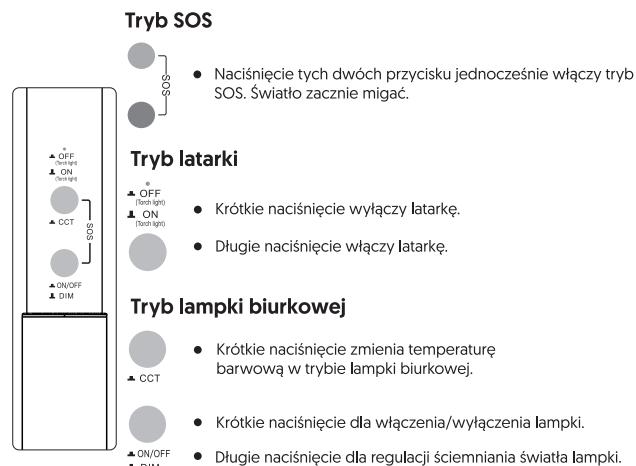 Tryb SOS
SOS
Naciśnięcie tych dwóch przycisku jednocześnie włączy tryb
SOS. Światło zacznie migać.
OFF
(Torch light)
ON
(Torch light)
CCT
SOS
ON/OFF
DIM
Tryb latarki
OFF
(Torch light)
ON
(Torch light)
Krótkie naciśnięcie wyłączy latarkę.
Długie naciśnięcie włączy latarkę.
Tryb lampki biurkowej
Krótkie naciśnięcie zmienia temperaturę
barwową w trybie lampki biurkowej.
CCT
Krótkie naciśnięcie dla włączenia/wyłączenia lampki.
ON/OFF
Długie naciśnięcie dla regulacji ściemniania światła lampki.
DIM